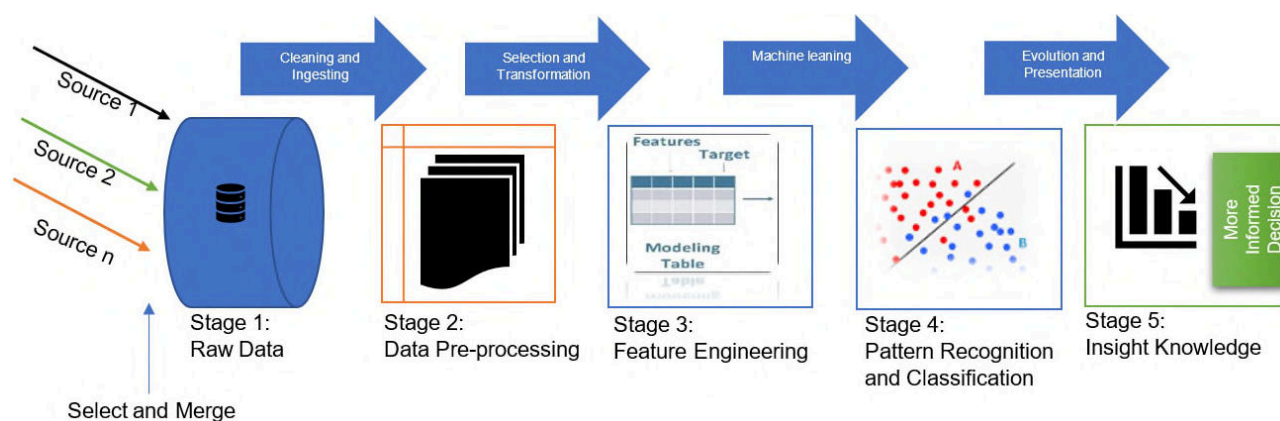 Cleaning and
Ingesting
Selection and
Transformation
Machine leaning
Evolution and
Presentation
Source 1
Source 2
Source n
Features
Target
Modeling
Table
A
B
More
Informed
Decision
Stage 1:
Raw Data
Stage 2:
Data Pre-processing
Stage 3:
Feature Engineering
Stage 4:
Pattern Recognition
and Classification
Stage 5:
Insight Knowledge
Select and Merge